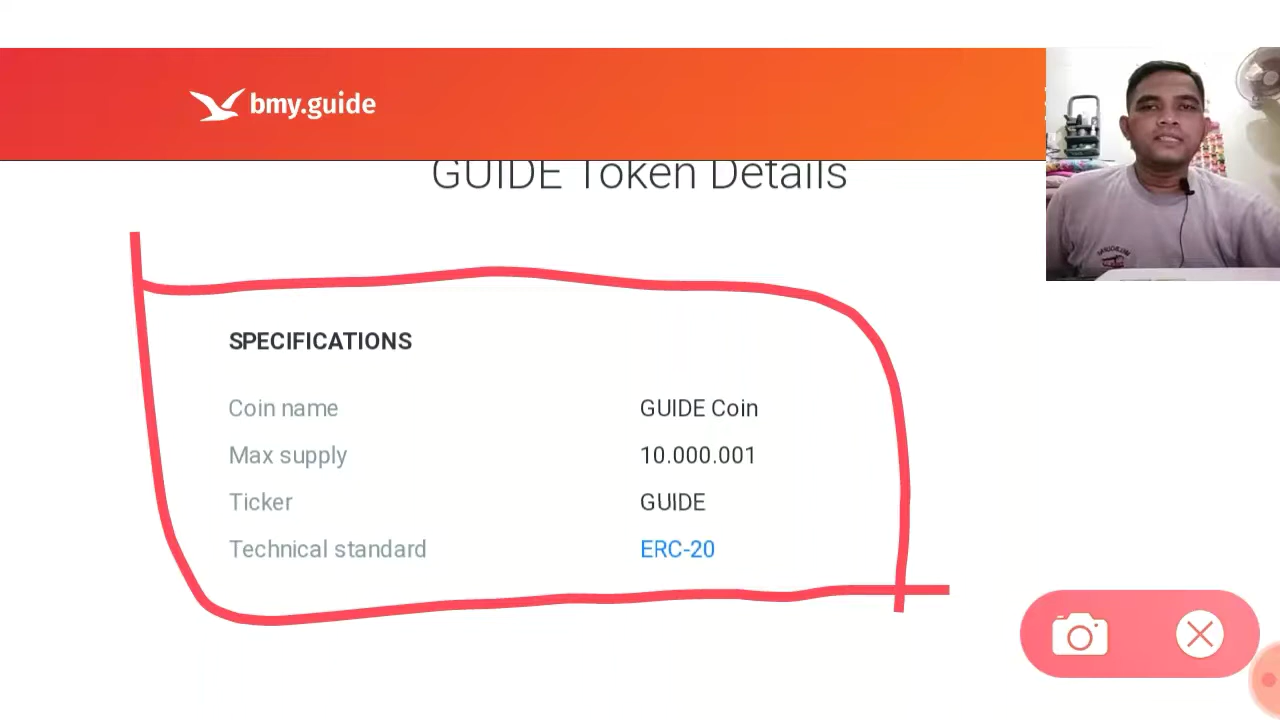 bmy.guide
GUIDE Token Details
SPECIFICATIONS
Coin name GUIDE Coin
Max supply 10.000.001
Ticker GUIDE
Technical standard ERC-20